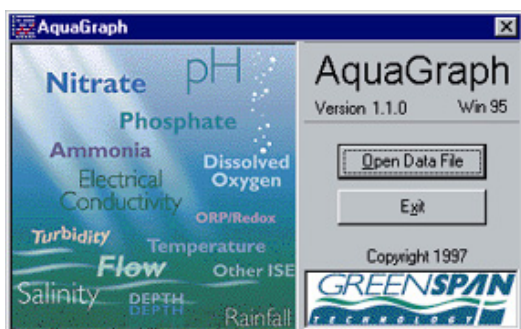 AquaGraph
Nitrate
pH
Phosphate
Ammonia
Dissolved
Oxygen
Electrical
Conductivity
ORP/Redox
Turbidity
Temperature
Flow
Other ISE
Salinity
DEPTH
DEPTH
Rainfall
AquaGraph
Version 1.1.0 Win 95
Open Data File
Exit
Copyright 1997
GREENSPAN
TECHNOLOGY